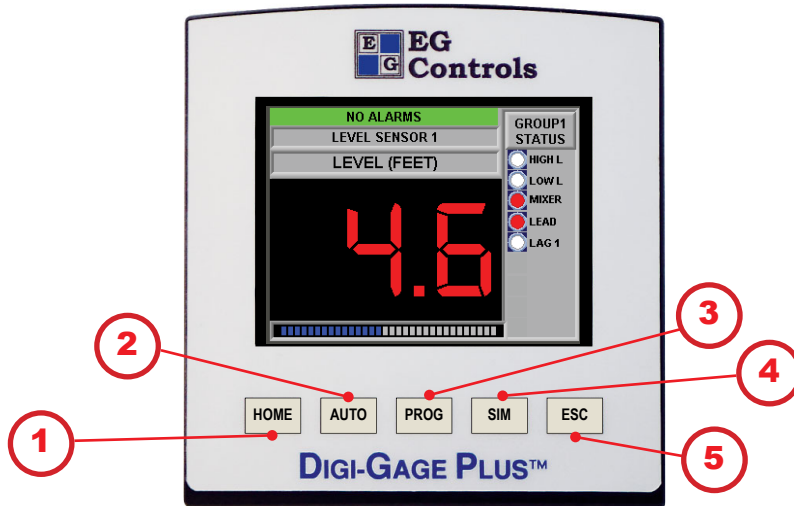 E G
EG
Controls
NO ALARMS
LEVEL SENSOR 1
LEVEL (FEET)
4.6
GROUP1
STATUS
HIGH L
LOW L
MIXER
LEAD
LAG 1
1
2
3
4
5
HOME AUTO PROG SIM ESC
DIGI-GAGE PLUS™